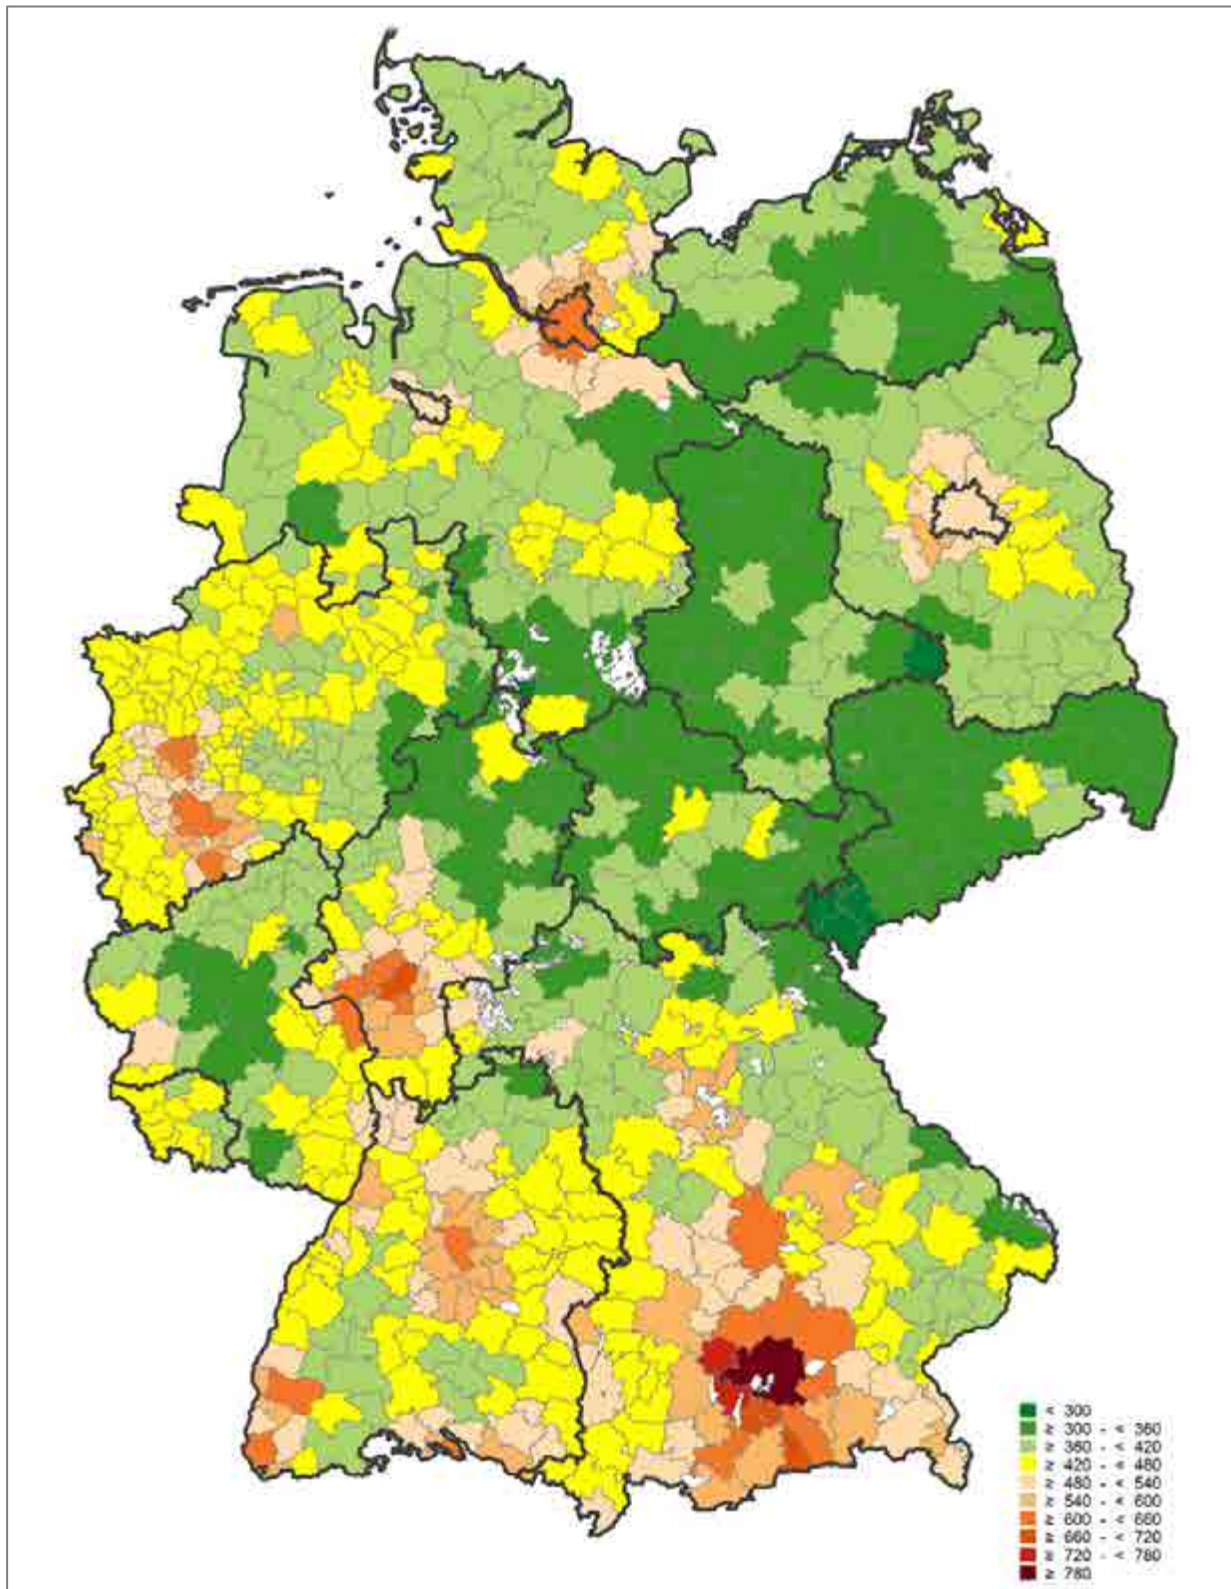 < 300
≥ 300 - < 360
≥ 360 - < 420
≥ 420 - < 480
≥ 480 - < 540
≥ 540 - < 600
≥ 600 - < 660
≥ 660 - < 720
≥ 720 - < 780
≥ 780